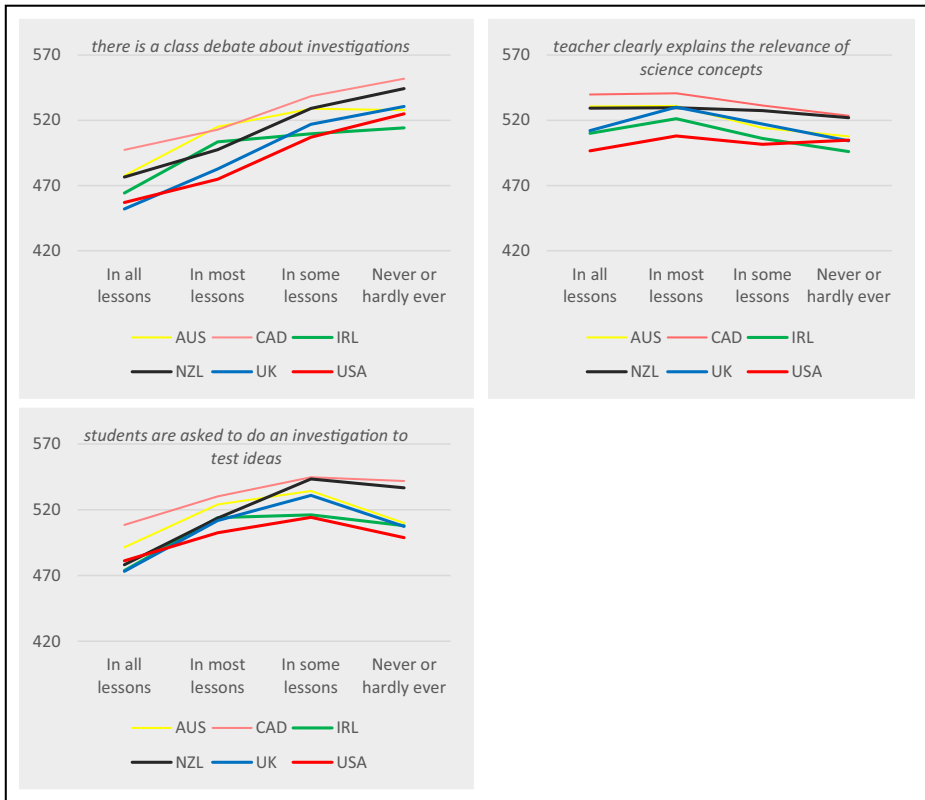 there is a class debate about investigations
570
520
470
420
In all
lessons
In most
lessons
In some
lessons
Never or
hardly ever
AUS CAD IRL
NZL UK USA
teacher clearly explains the relevance of
science concepts
570
520
470
420
In all
lessons
In most
lessons
In some
lessons
Never or
hardly ever
AUS CAD IRL
NZL UK USA
students are asked to do an investigation to
test ideas
570
520
470
420
In all
lessons
In most
lessons
In some
lessons
Never or
hardly ever
AUS CAD IRL
NZL UK USA